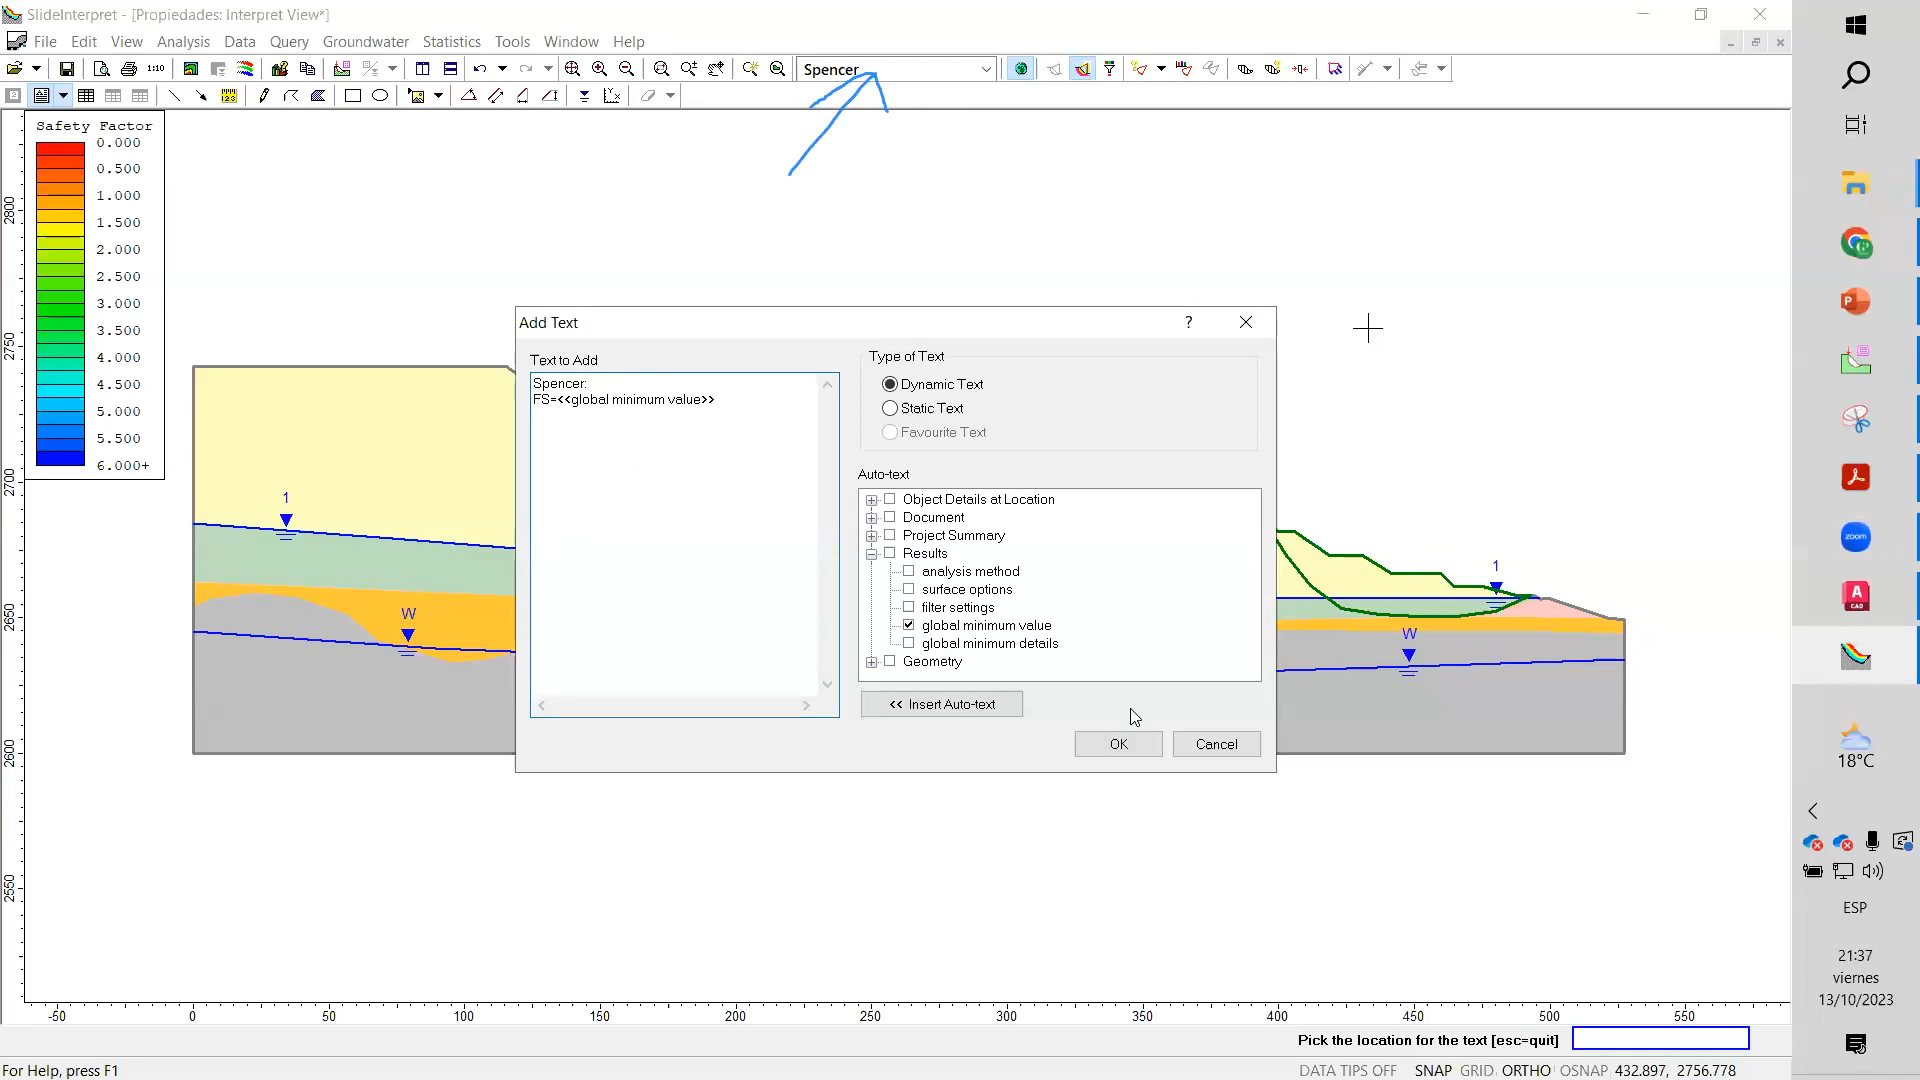 SlideInterpret - [Propiedades: Interpret View*]
File Edit View Analysis Data Query Groundwater Statistics Tools Window Help
1:10
Spencer
123
Safety Factor
0.000
0.500
1.000
1.500
2.000
2.500
3.000
3.500
4.000
4.500
5.000
5.500
6.000+
2800
2750
2700
2650
2600
2550
1
W
1
W
Add Text
?
Text to Add
Spencer:
FS=<<global minimum value>>
Type of Text
Dynamic Text
Static Text
Favourite Text
Auto-text
Object Details at Location
Document
Project Summary
Results
analysis method
surface options
filter settings
global minimum value
global minimum details
Geometry
<< Insert Auto-text
OK Cancel
-50 0 50 100 150 200 250 300 350 400 450 500 550
Pick the location for the text [esc=quit]
For Help, press F1
DATA TIPS OFF SNAP GRID ORTHO OSNAP 432.897, 2756.778
zoom
A
CAD
18°C
ESP
21:37
viernes
13/10/2023